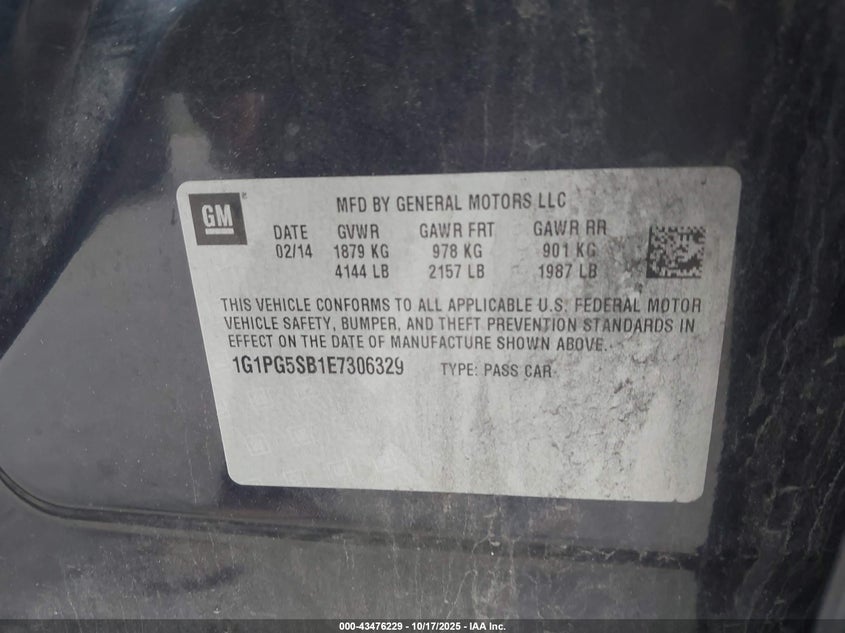 GM
MFD BY GENERAL MOTORS LLC
DATE GVWR GAWR FRT GAWR RR
02/14 1879 KG 978 KG 901 KG
4144 LB 2157 LB 1987 LB
THIS VEHICLE CONFORMS TO ALL APPLICABLE U.S. FEDERAL MOTOR
VEHICLE SAFETY, BUMPER, AND THEFT PREVENTION STANDARDS IN
EFFECT ON THE DATE OF MANUFACTURE SHOWN ABOVE.
1G1PG5SB1E7306329 TYPE: PASS CAR
000-43476229 - 10/17/2025 - IAA Inc.